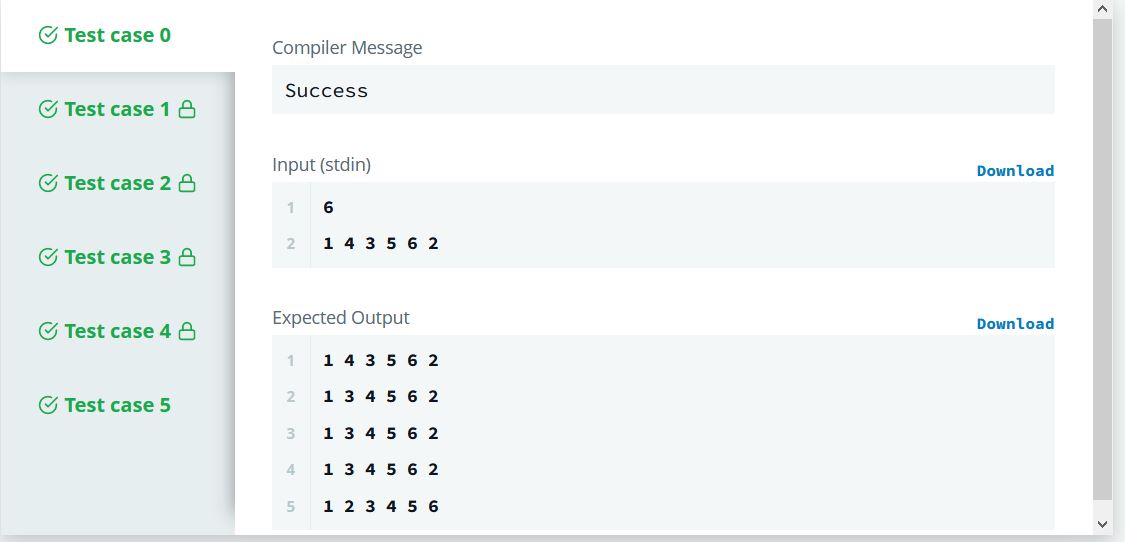 Test case 0
Test case 1
Test case 2
Test case 3
Test case 4
Test case 5
Compiler Message
Success
Input (stdin)
Download
1 6
2 1 4 3 5 6 2
Expected Output
Download
1 1 4 3 5 6 2
2 1 3 4 5 6 2
3 1 3 4 5 6 2
4 1 3 4 5 6 2
5 1 2 3 4 5 6